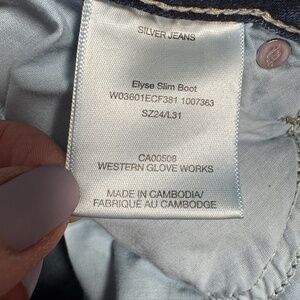 SILVER JEANS
Elyse Slim Boot
W03601ECF381 1007363
SZ24/L31
CA00508
WESTERN GLOVE WORKS
MADE IN CAMBODIA/
FABRIQUÉ AU CAMBODGE